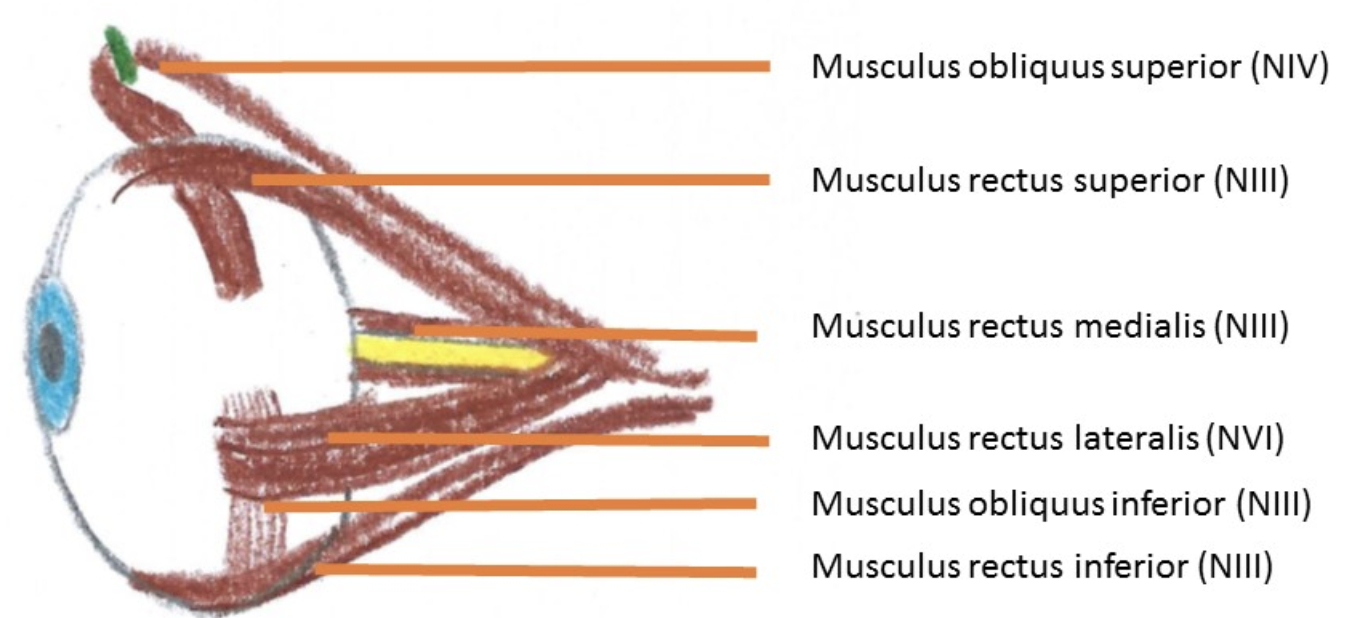 Musculus obliquus superior (NIV)
Musculus rectus superior (NIII)
Musculus rectus medialis (NIII)
Musculus rectus lateralis (NVI)
Musculus obliquus inferior (NIII)
Musculus rectus inferior (NIII)